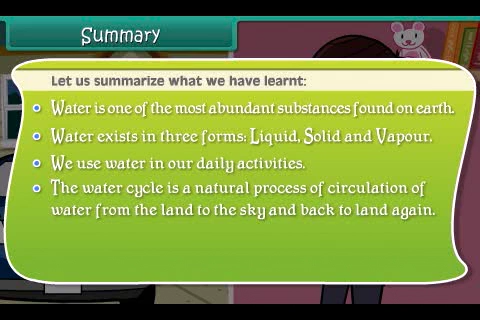 Summary
Let us summarize what we have learnt:
Water is one of the most abundant substances found on earth.
Water exists in three forms: Liquid, Solid and Vapour.
We use water in our daily activities.
The water cycle is a natural process of circulation of
water from the land to the sky and back to land again.